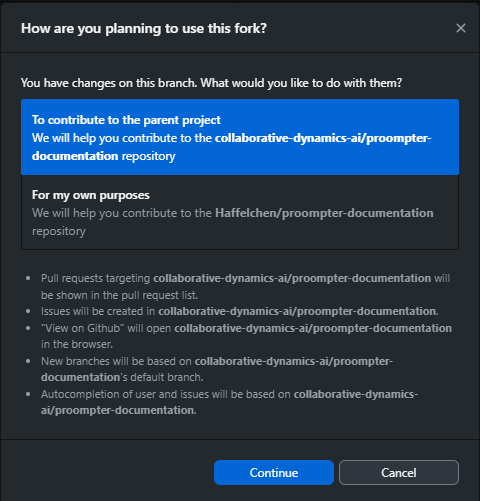 How are you planning to use this fork?
You have changes on this branch. What would you like to do with them?
To contribute to the parent project
We will help you contribute to the collaborative-dynamics-ai/proompter-
documentation repository
For my own purposes
We will help you contribute to the Haffelchen/proompter-documentation
repository
• Pull requests targeting collaborative-dynamics-ai/proompter-documentation will
be shown in the pull request list.
• Issues will be created in collaborative-dynamics-ai/proompter-documentation.
• "View on Github" will open collaborative-dynamics-ai/proompter-documentation
in the browser.
• New branches will be based on collaborative-dynamics-ai/proompter-
documentation's default branch.
• Autocompletion of user and issues will be based on collaborative-dynamics-
ai/proompter-documentation.
Continue
Cancel